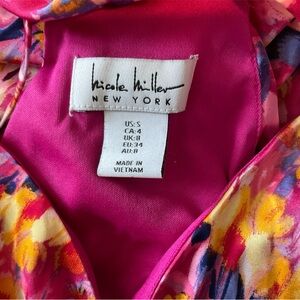 Nicole Miller
NEW YORK
US:S
CA:4
UK:8
EU:34
AU:8
MADE IN
VIETNAM